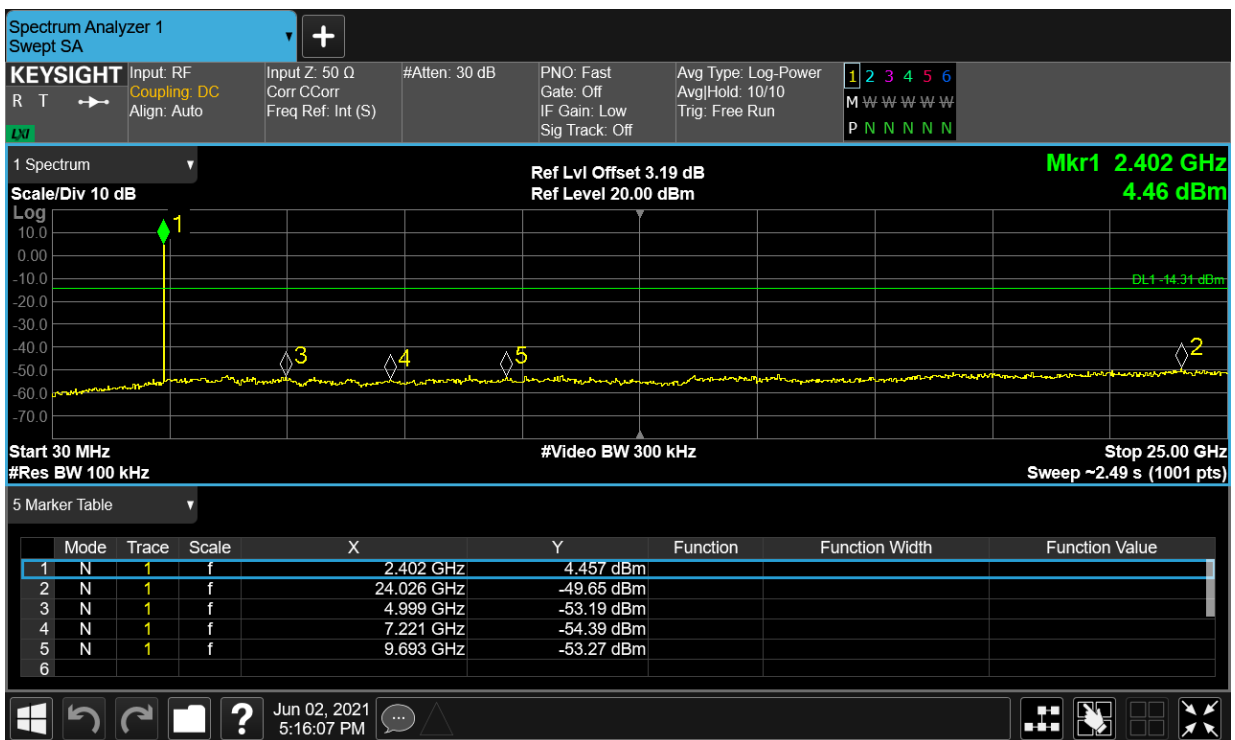 Spectrum Analyzer 1
Swept SA
KEYSIGHT
R T
LXI
Input: RF
Coupling: DC
Align: Auto
Input Z: 50 Ω
Corr CCorr
Freq Ref: Int (S)
#Atten: 30 dB
PNO: Fast
Gate: Off
IF Gain: Low
Sig Track: Off
Avg Type: Log-Power
Avg|Hold: 10/10
Trig: Free Run
1 2 3 4 5 6
M W W W W W
P N N N N N
1 Spectrum
Scale/Div 10 dB
Ref Lvl Offset 3.19 dB
Ref Level 20.00 dBm
Mkr1 2.402 GHz
4.46 dBm
Log
10.0
0.00
-10.0
-20.0
-30.0
-40.0
-50.0
-60.0
-70.0
1
DL1 -14.31 dBm
3
4
5
2
Start 30 MHz
#Video BW 300 kHz
Stop 25.00 GHz
#Res BW 100 kHz
Sweep ~2.49 s (1001 pts)
5 Marker Table
Mode Trace Scale X Y Function Function Width Function Value
1 N 1 f 2.402 GHz 4.457 dBm
2 N 1 f 24.026 GHz -49.65 dBm
3 N 1 f 4.999 GHz -53.19 dBm
4 N 1 f 7.221 GHz -54.39 dBm
5 N 1 f 9.693 GHz -53.27 dBm
6
?
Jun 02, 2021
5:16:07 PM